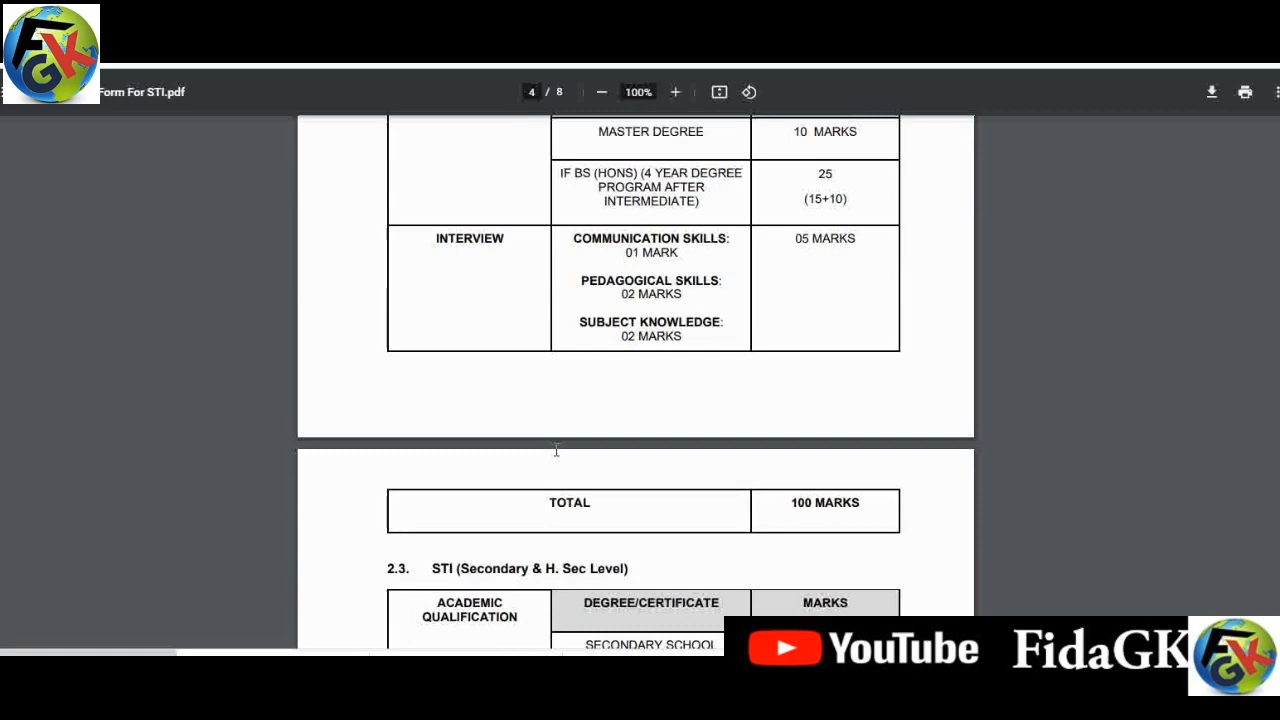 FGK
Form For STI.pdf
4 / 8
100%
MASTER DEGREE
10 MARKS
IF BS (HONS) (4 YEAR DEGREE
PROGRAM AFTER
INTERMEDIATE)
25
(15+10)
INTERVIEW
COMMUNICATION SKILLS:
01 MARK
PEDAGOGICAL SKILLS:
02 MARKS
SUBJECT KNOWLEDGE:
02 MARKS
05 MARKS
TOTAL
100 MARKS
2.3. STI (Secondary & H. Sec Level)
ACADEMIC
QUALIFICATION
DEGREE/CERTIFICATE
MARKS
SECONDARY SCHOOL
YouTube
FidaGK
FGK